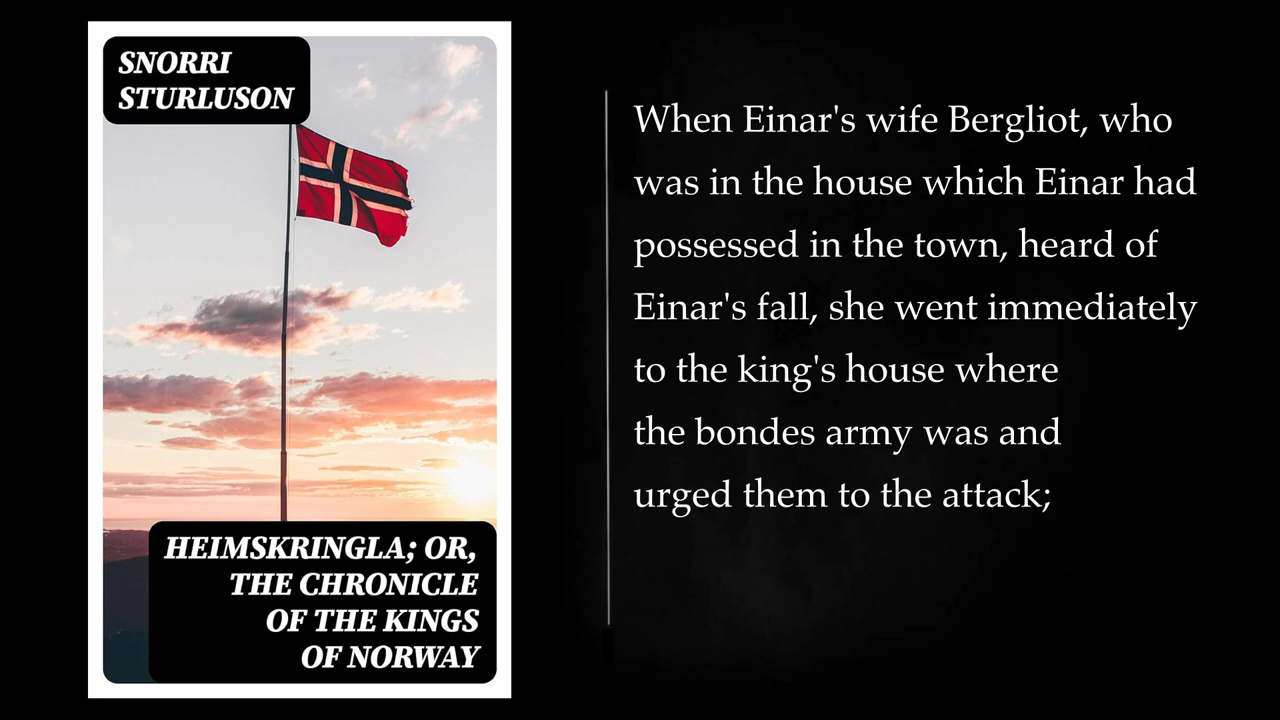 SNORRI
STURLUSON
HEIMSKRINGLA; OR,
THE CHRONICLE
OF THE KINGS
OF NORWAY
When Einar's wife Bergliot, who
was in the house which Einar had
possessed in the town, heard of
Einar's fall, she went immediately
to the king's house where
the bondes army was and
urged them to the attack;